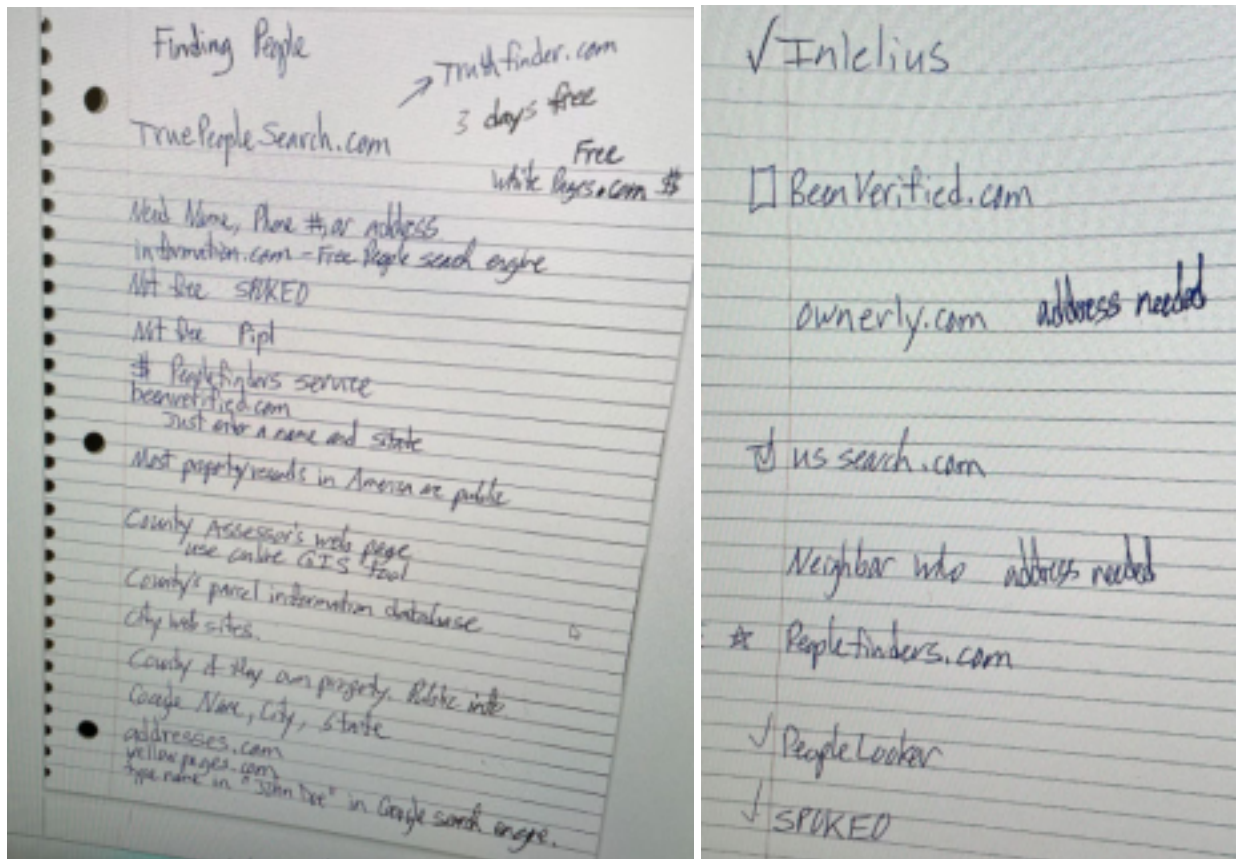 Finding People
Truthfinder.com
3 days free
TruePeopleSearch.com
Free
White Pages.com $
Need Name, Phone #, or address
information.com - Free People search engine
Not free SPOKEO
Not free Pipl
$ Peoplefinders service
beenverified.com
Just enter a name and state
Most property records in America are public
County Assessor's web page
use online GIS tool
County's parcel information database
City web sites.
County if they own property. Public info
Google Name, City, State
addresses.com
yellowpages.com
Type name in "John Doe" in Google search engine.
✓ Intelius
□ BeenVerified.com
ownerly.com address needed
☑ us search.com
Neighbor who address needed
☆ Peoplefinders.com
✓ PeopleLooker
✓ SPOKEO